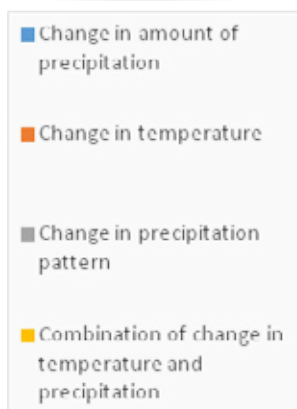 Change in amount of
precipitation
Change in temperature
Change in precipitation
pattern
Combination of change in
temperature and
precipitation